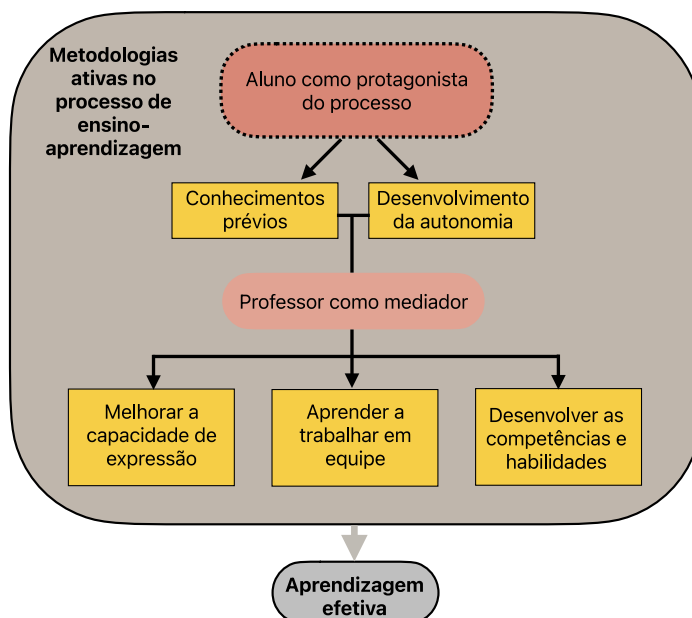 Metodologias
ativas no
processo de
ensino-
aprendizagem
Aluno como protagonista
do processo
Conhecimentos
prévios
Desenvolvimento
da autonomia
Professor como mediador
Melhorar a
capacidade de
expressão
Aprender a
trabalhar em
equipe
Desenvolver as
competências e
habilidades
Aprendizagem
efetiva